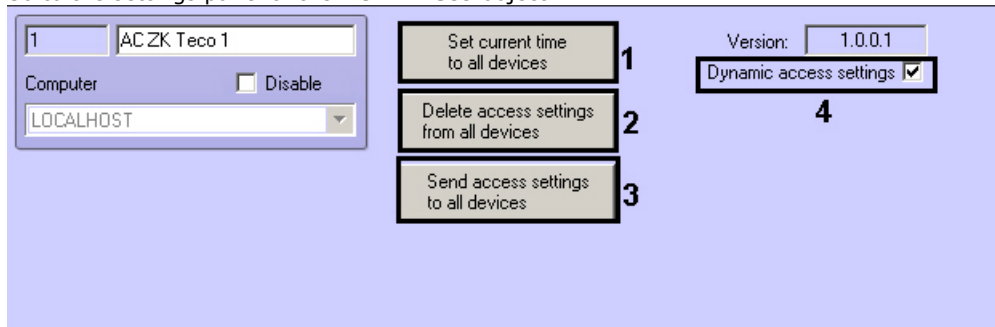 1
AC ZK Teco 1
Computer
Disable
LOCALHOST
Set current time
to all devices
1
Delete access settings
from all devices
2
Send access settings
to all devices
3
Version:
1.0.0.1
Dynamic access settings
4